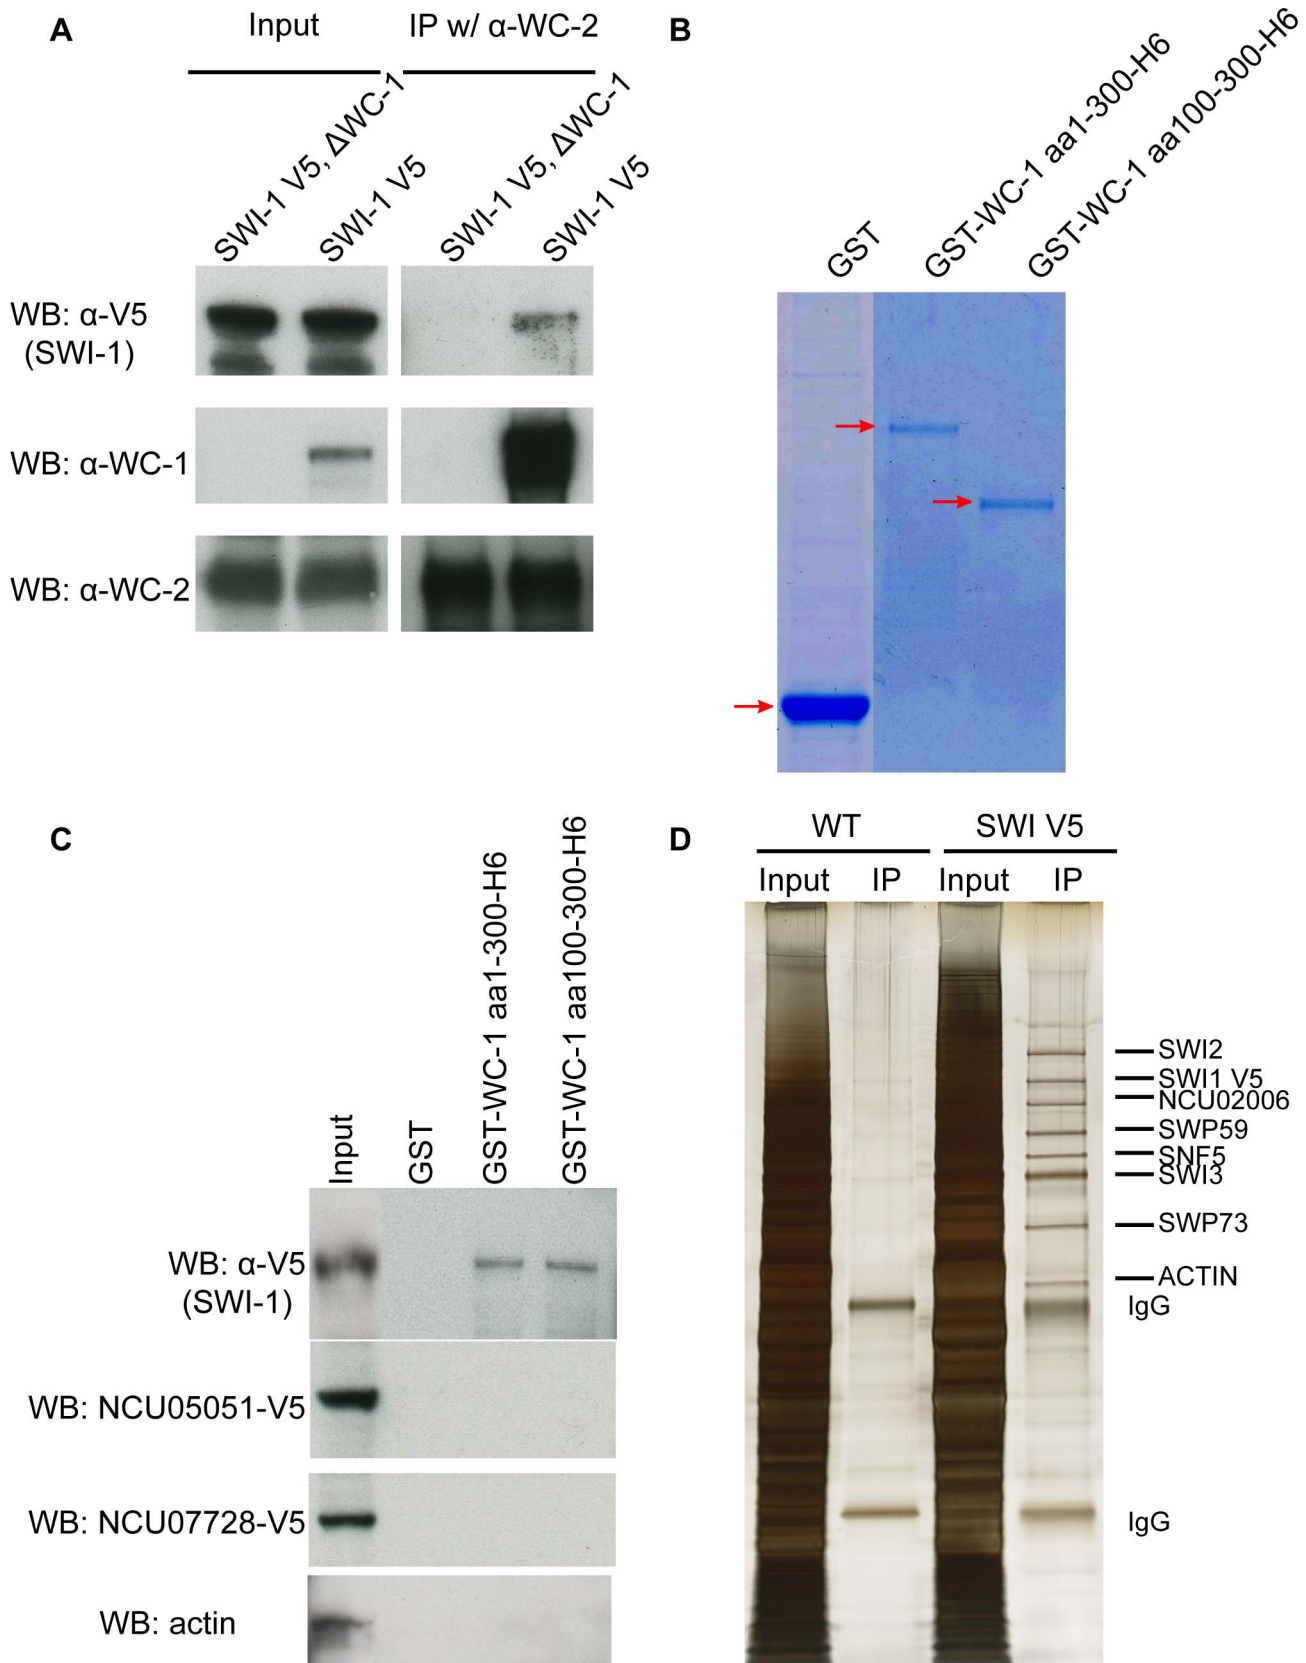 A
Input
IP w/ α-WC-2
SWI-1 V5, ΔWC-1
SWI-1 V5
SWI-1 V5, ΔWC-1
SWI-1 V5
WB: α-V5
(SWI-1)
WB: α-WC-1
WB: α-WC-2
B
GST
GST-WC-1 aa1-300-H6
GST-WC-1 aa100-300-H6
C
Input
GST
GST-WC-1 aa1-300-H6
GST-WC-1 aa100-300-H6
WB: α-V5
(SWI-1)
WB: NCU05051-V5
WB: NCU07728-V5
WB: actin
D
WT
SWI V5
Input
IP
Input
IP
SWI2
SWI1 V5
NCU02006
SWP59
SNF5
SWI3
SWP73
ACTIN
IgG
IgG